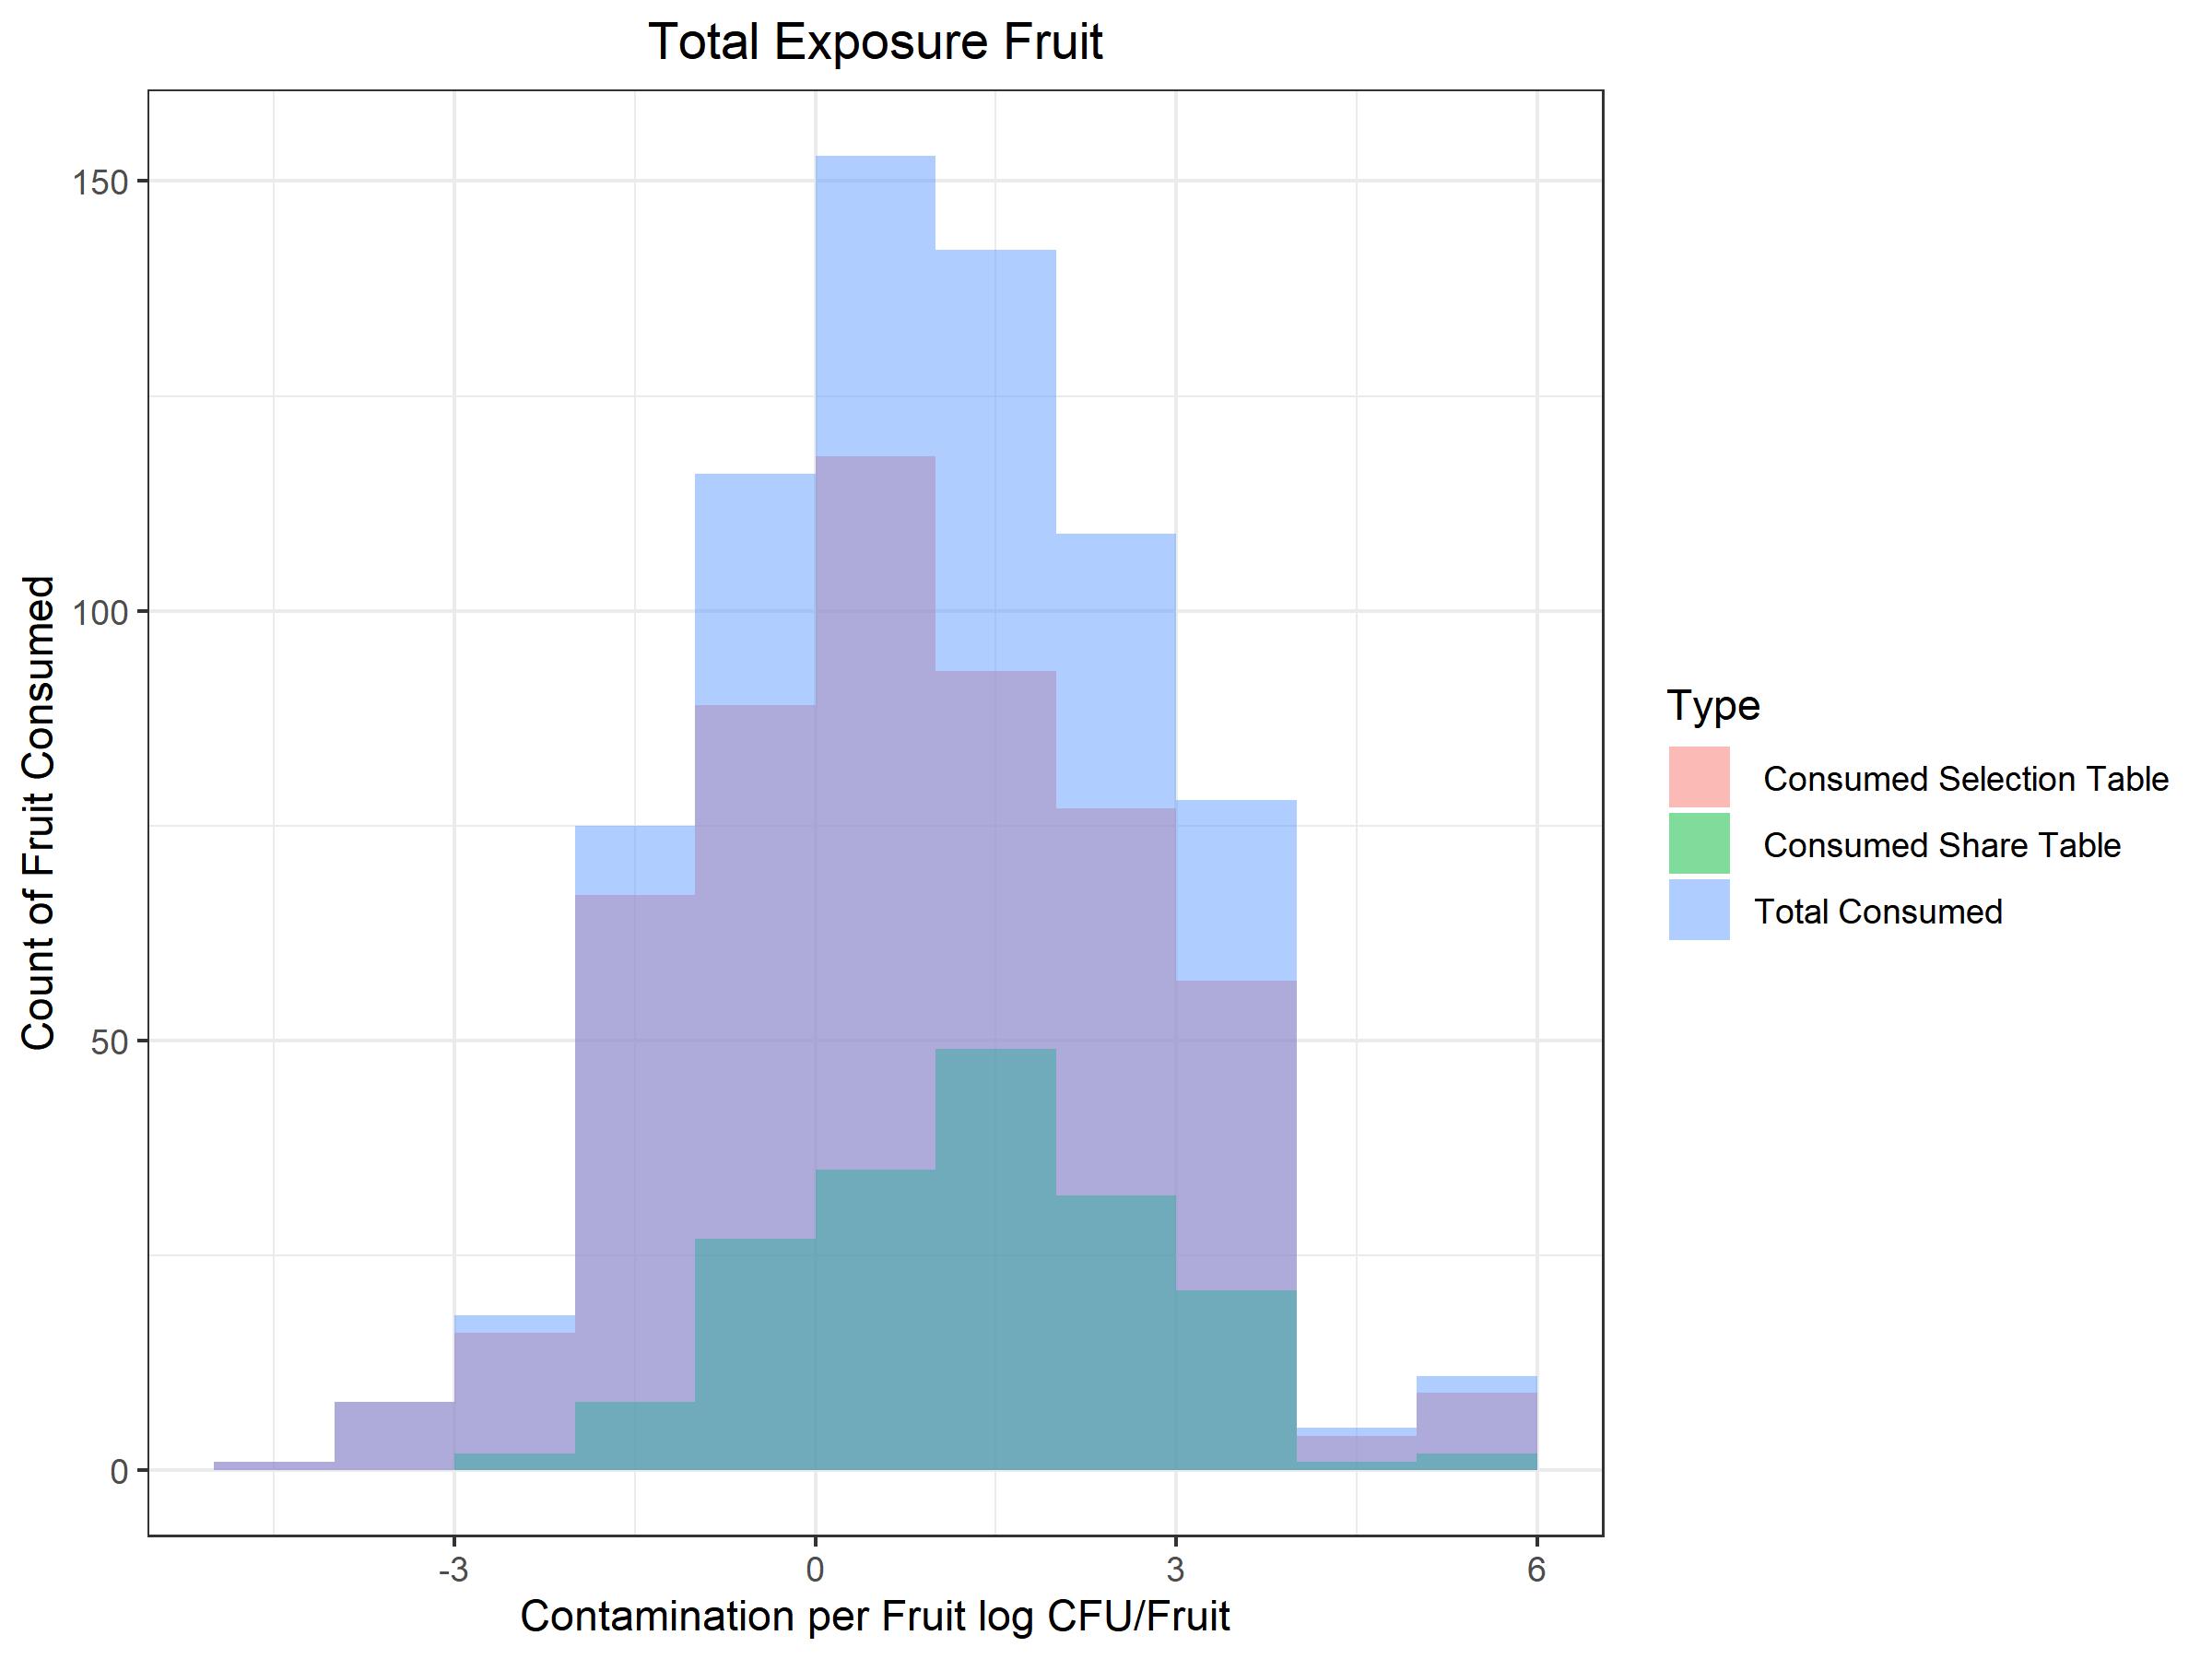 Total Exposure Fruit
150
100
50
0
Count of Fruit Consumed
-3 0 3 6
Contamination per Fruit log CFU/Fruit
Type
Consumed Selection Table
Consumed Share Table
Total Consumed